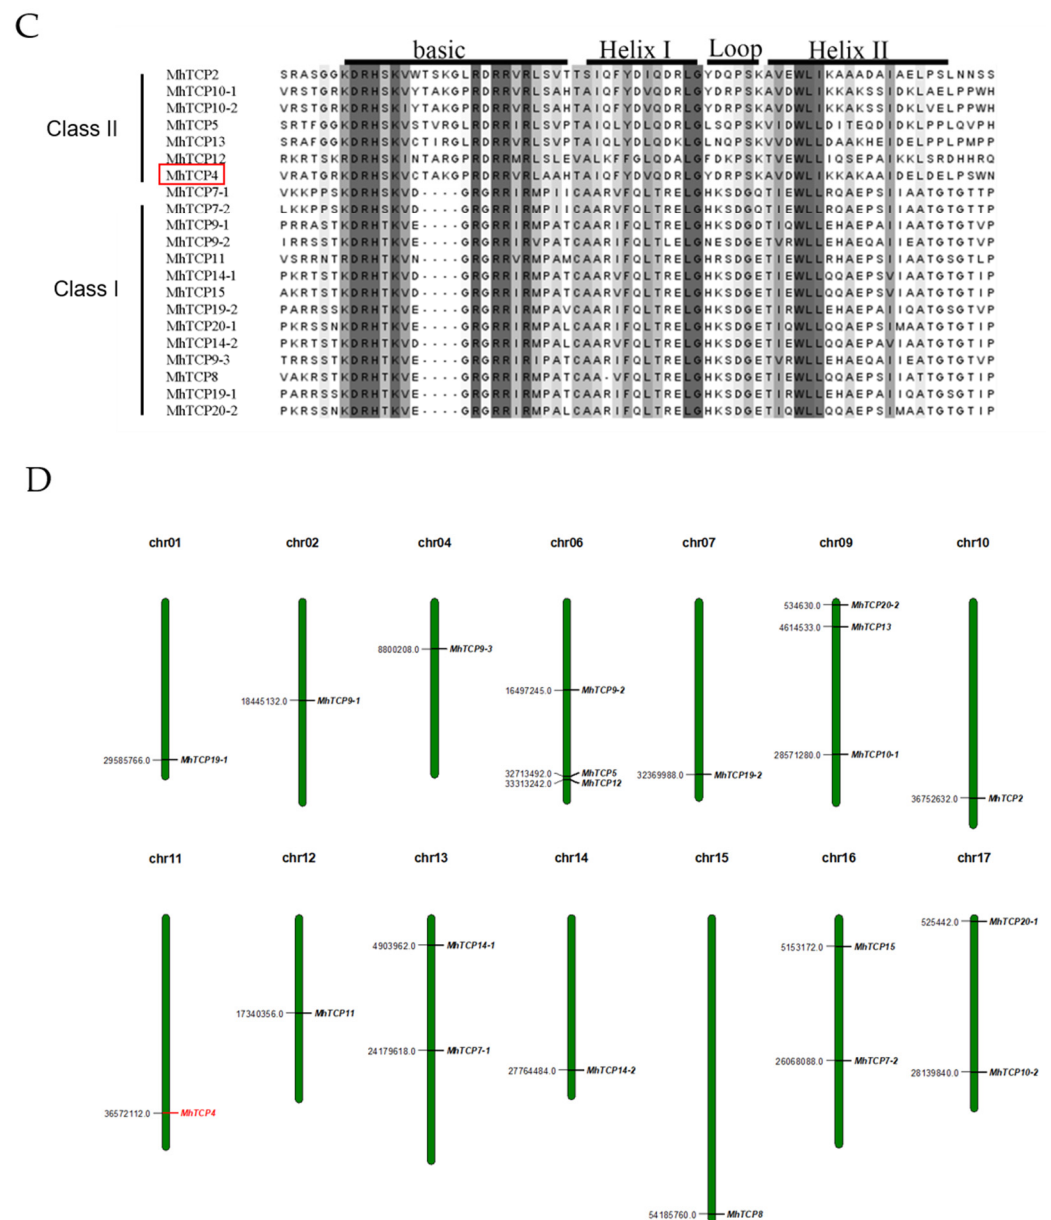 C
basic Helix I Loop Helix II
Class II
Class I
MhTCP2 SRASGGKDRHSKVWTSKGLRDRRVRLSVTTSIQFYDIQDRLGYDQPSKAVEWLIKAAADAIAELPSLNNSS
MhTCP10-1 VRSTGRKDRHSKVYTAKGPRDRRVRLSAHTAIQFYDVQDRLGYDRPSKAVDWLIKKAKSSIDKLAELPPWH
MhTCP10-2 VRSTGRKDRHSKVYTAKGPRDRRVRLSAHTAIQFYDVQDRLGYDRPSKAVDWLIKKAKSSIDKLVELPPWH
MhTCP5 SRTFGGKDRHSKVSTVRGLRDRRIRLSVPTAIQLYDLQDRLGLSQPSKVIDWLLDITEQDIDKLPPLQVPH
MhTCP13 SRAFGGKDRHSKVCTIRGLRDRRVRLSVPTAIQLYDLQDKLGLNQPSKVVDWLLDAAKHEIDELPPLPMPP
MhTCP12 RKRTSKRDRHSKINTARGPRDRRMRLSLEVALKFFGLQDALGFDKPSKTVEWLLIQSEPAIKKLSRDHHRQ
MhTCP4 VRATGRKDRHSKVCTAKGPRDRRVRLAAHTAIQFYDVQDRLGYDRPSKAVDWLIKKAKAAIDELDELPSWN
MhTCP7-1 VKKPPSKDRHSKVD----GRGRRIRMPIICAARVFQLTRELGHKSDGQTIEWLLRQAEPSIIAATGTGTTP
MhTCP7-2 LKKPPSKDRHSKVD----GRGRRIRMPIICAARVFQLTRELGHKSDGQTIEWLLRQAEPSIIAATGTGTTP
MhTCP9-1 PRRASTKDRHTKVE----GRGRRIRMPATCAARIFQLTRELGHKSDGDTIQWLLEHAEQAIIEATGTGTVP
MhTCP9-2 IRRSSTKDRHTKVE----GRGRRIRVPATCAARIFQLTLELGNESDGETVRWLLEHAEQAIIEATGTGTVP
MhTCP11 VSRRNTRDRHTKVN----GRGRRVRMPAMCAARIFQLTRELGHRSDGETIEWLLRHAEPSIIAATGSGTLP
MhTCP14-1 PKRTSTKDRHTKVD----GRGRRIRMPATCAARVFQLTRELGHKSDGETIEWLLQQAEPSVIAATGTGTIP
MhTCP15 AKRTSTKDRHTKVD----GRGRRIRMPATCAARVFQLTRELGHKSDGETIEWLLQQAEPSVIAATGTGTIP
MhTCP19-2 PARRSSKDRHTKVE----GRGRRIRMPAVCAARIFQLTRELGHKSDGETIRWLLEHAEPAIIQATGSGTVP
MhTCP20-1 PKRSSNKDRHTKVE----GRGRRIRMPALCAARIFQLTRELGHKSDGETIQWLLQQAEPSIMAATGTGTIP
MhTCP14-2 PKRTSTKDRHTKVD----GRGRRIRMPATCAARVFQLTRELGHKSDGETIEWLLQQAEPAVIAATGTGTIP
MhTCP9-3 TRRSSTKDRHTKVE----GRGRRIRIPATCAARIFQLTRELGHKSDGETVRWLLEHAEQAIIEATGTGTVP
MhTCP8 VAKRSTKDRHTKVE----GRGRRIRMPATCAA-VFQLTRELGHKSDGETIEWLLQQAEPSIIATTGTGTIP
MhTCP19-1 PARRSSKDRHTKVE----GRGRRIRMPATCAARIFQLTRELGHKSDGETIRWLLEHAEPAIIQATGSGTVP
MhTCP20-2 PKRSSNKDRHTKVE----GRGRRIRMPALCAARIFQLTRELGHKSDGETIQWLLQQAEPSIMAATGTGTIP
D
chr01 chr02 chr04 chr06 chr07 chr09 chr10
29585766.0 MhTCP19-1
18445132.0 MhTCP9-1
8800208.0 MhTCP9-3
16497245.0 MhTCP9-2
32713492.0 MhTCP5
33313242.0 MhTCP12
32369988.0 MhTCP19-2
534630.0 MhTCP20-2
4614533.0 MhTCP13
28571280.0 MhTCP10-1
36752632.0 MhTCP2
chr11 chr12 chr13 chr14 chr15 chr16 chr17
36572112.0 MhTCP4
17340356.0 MhTCP11
4903962.0 MhTCP14-1
24179618.0 MhTCP7-1
27764484.0 MhTCP14-2
54185760.0 MhTCP8
5153172.0 MhTCP15
26068088.0 MhTCP7-2
525442.0 MhTCP20-1
28139840.0 MhTCP10-2